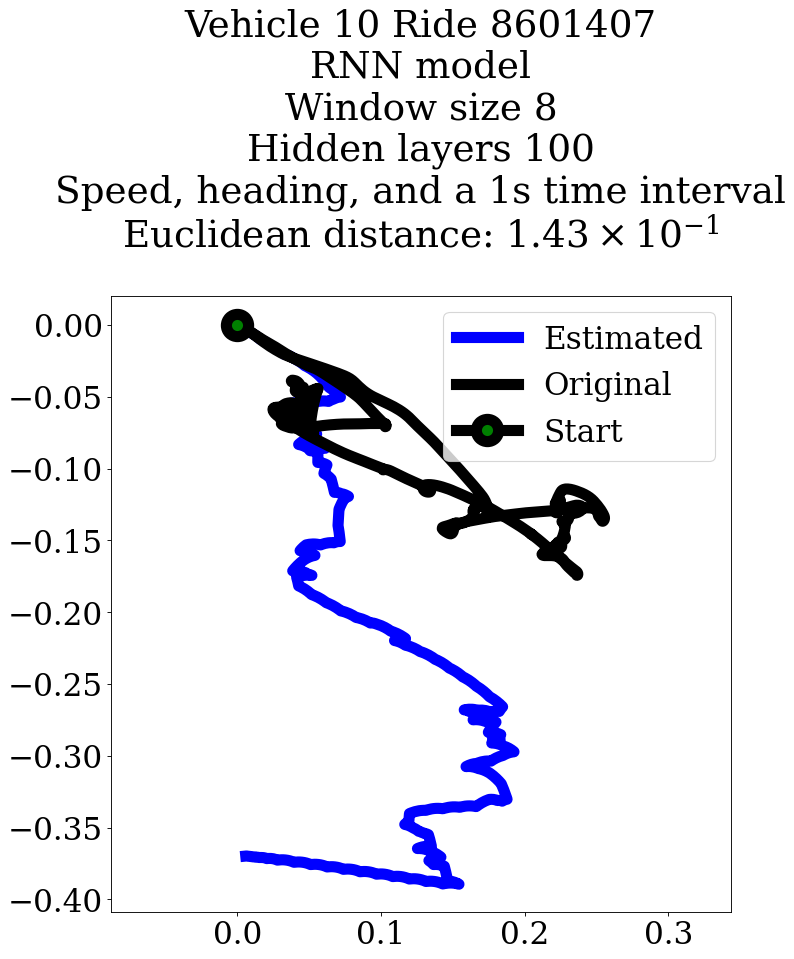 Vehicle 10 Ride 8601407
RNN model
Window size 8
Hidden layers 100
Speed, heading, and a 1s time interval
Euclidean distance: 1.43 × 10⁻¹
Estimated
Original
Start
0.00
−0.05
−0.10
−0.15
−0.20
−0.25
−0.30
−0.35
−0.40
0.0 0.1 0.2 0.3